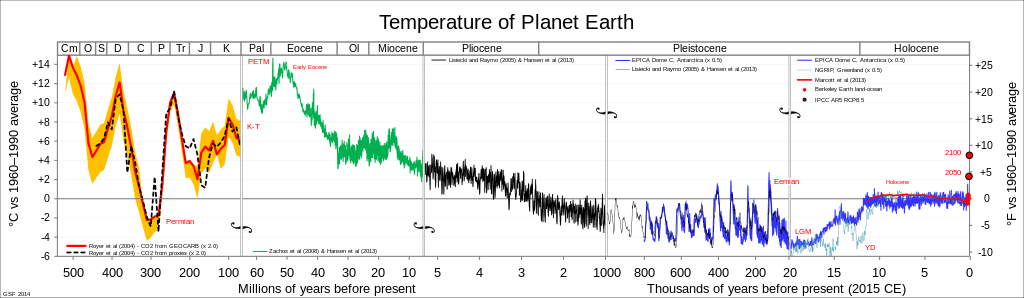 Temperature of Planet Earth
Cm O S D C P Tr J K Pal Eocene Ol Miocene Pliocene Pleistocene Holocene
°C vs 1960–1990 average
+14
+12
+10
+8
+6
+4
+2
0
-2
-4
-6
°F vs 1960–1990 average
+25
+20
+15
+10
+5
0
-5
-10
PETM
Early Eocene
K-T
Permian
Eemian
LGM
YD
Holocene
2100
2050
Royer et al (2004) - CO2 from GEOCARB (x 2.0)
Royer et al (2004) - CO2 from proxies (x 2.0)
Zachos et al (2008) & Hansen et al (2013)
Lisiecki and Raymo (2005) & Hansen et al (2013)
EPICA Dome C, Antarctica (x 0.5)
Lisiecki and Raymo (2005) & Hansen et al (2013)
EPICA Dome C, Antarctica (x 0.5)
NGRIP, Greenland (x 0.5)
Marcott et al (2013)
Berkeley Earth land-ocean
IPCC AR5 RCP8.5
500 400 300 200 100 60 50 40 30 20 10 5 4 3 2 1000 800 600 400 200 20 15 10 5 0
Millions of years before present
Thousands of years before present (2015 CE)
GSF 2014